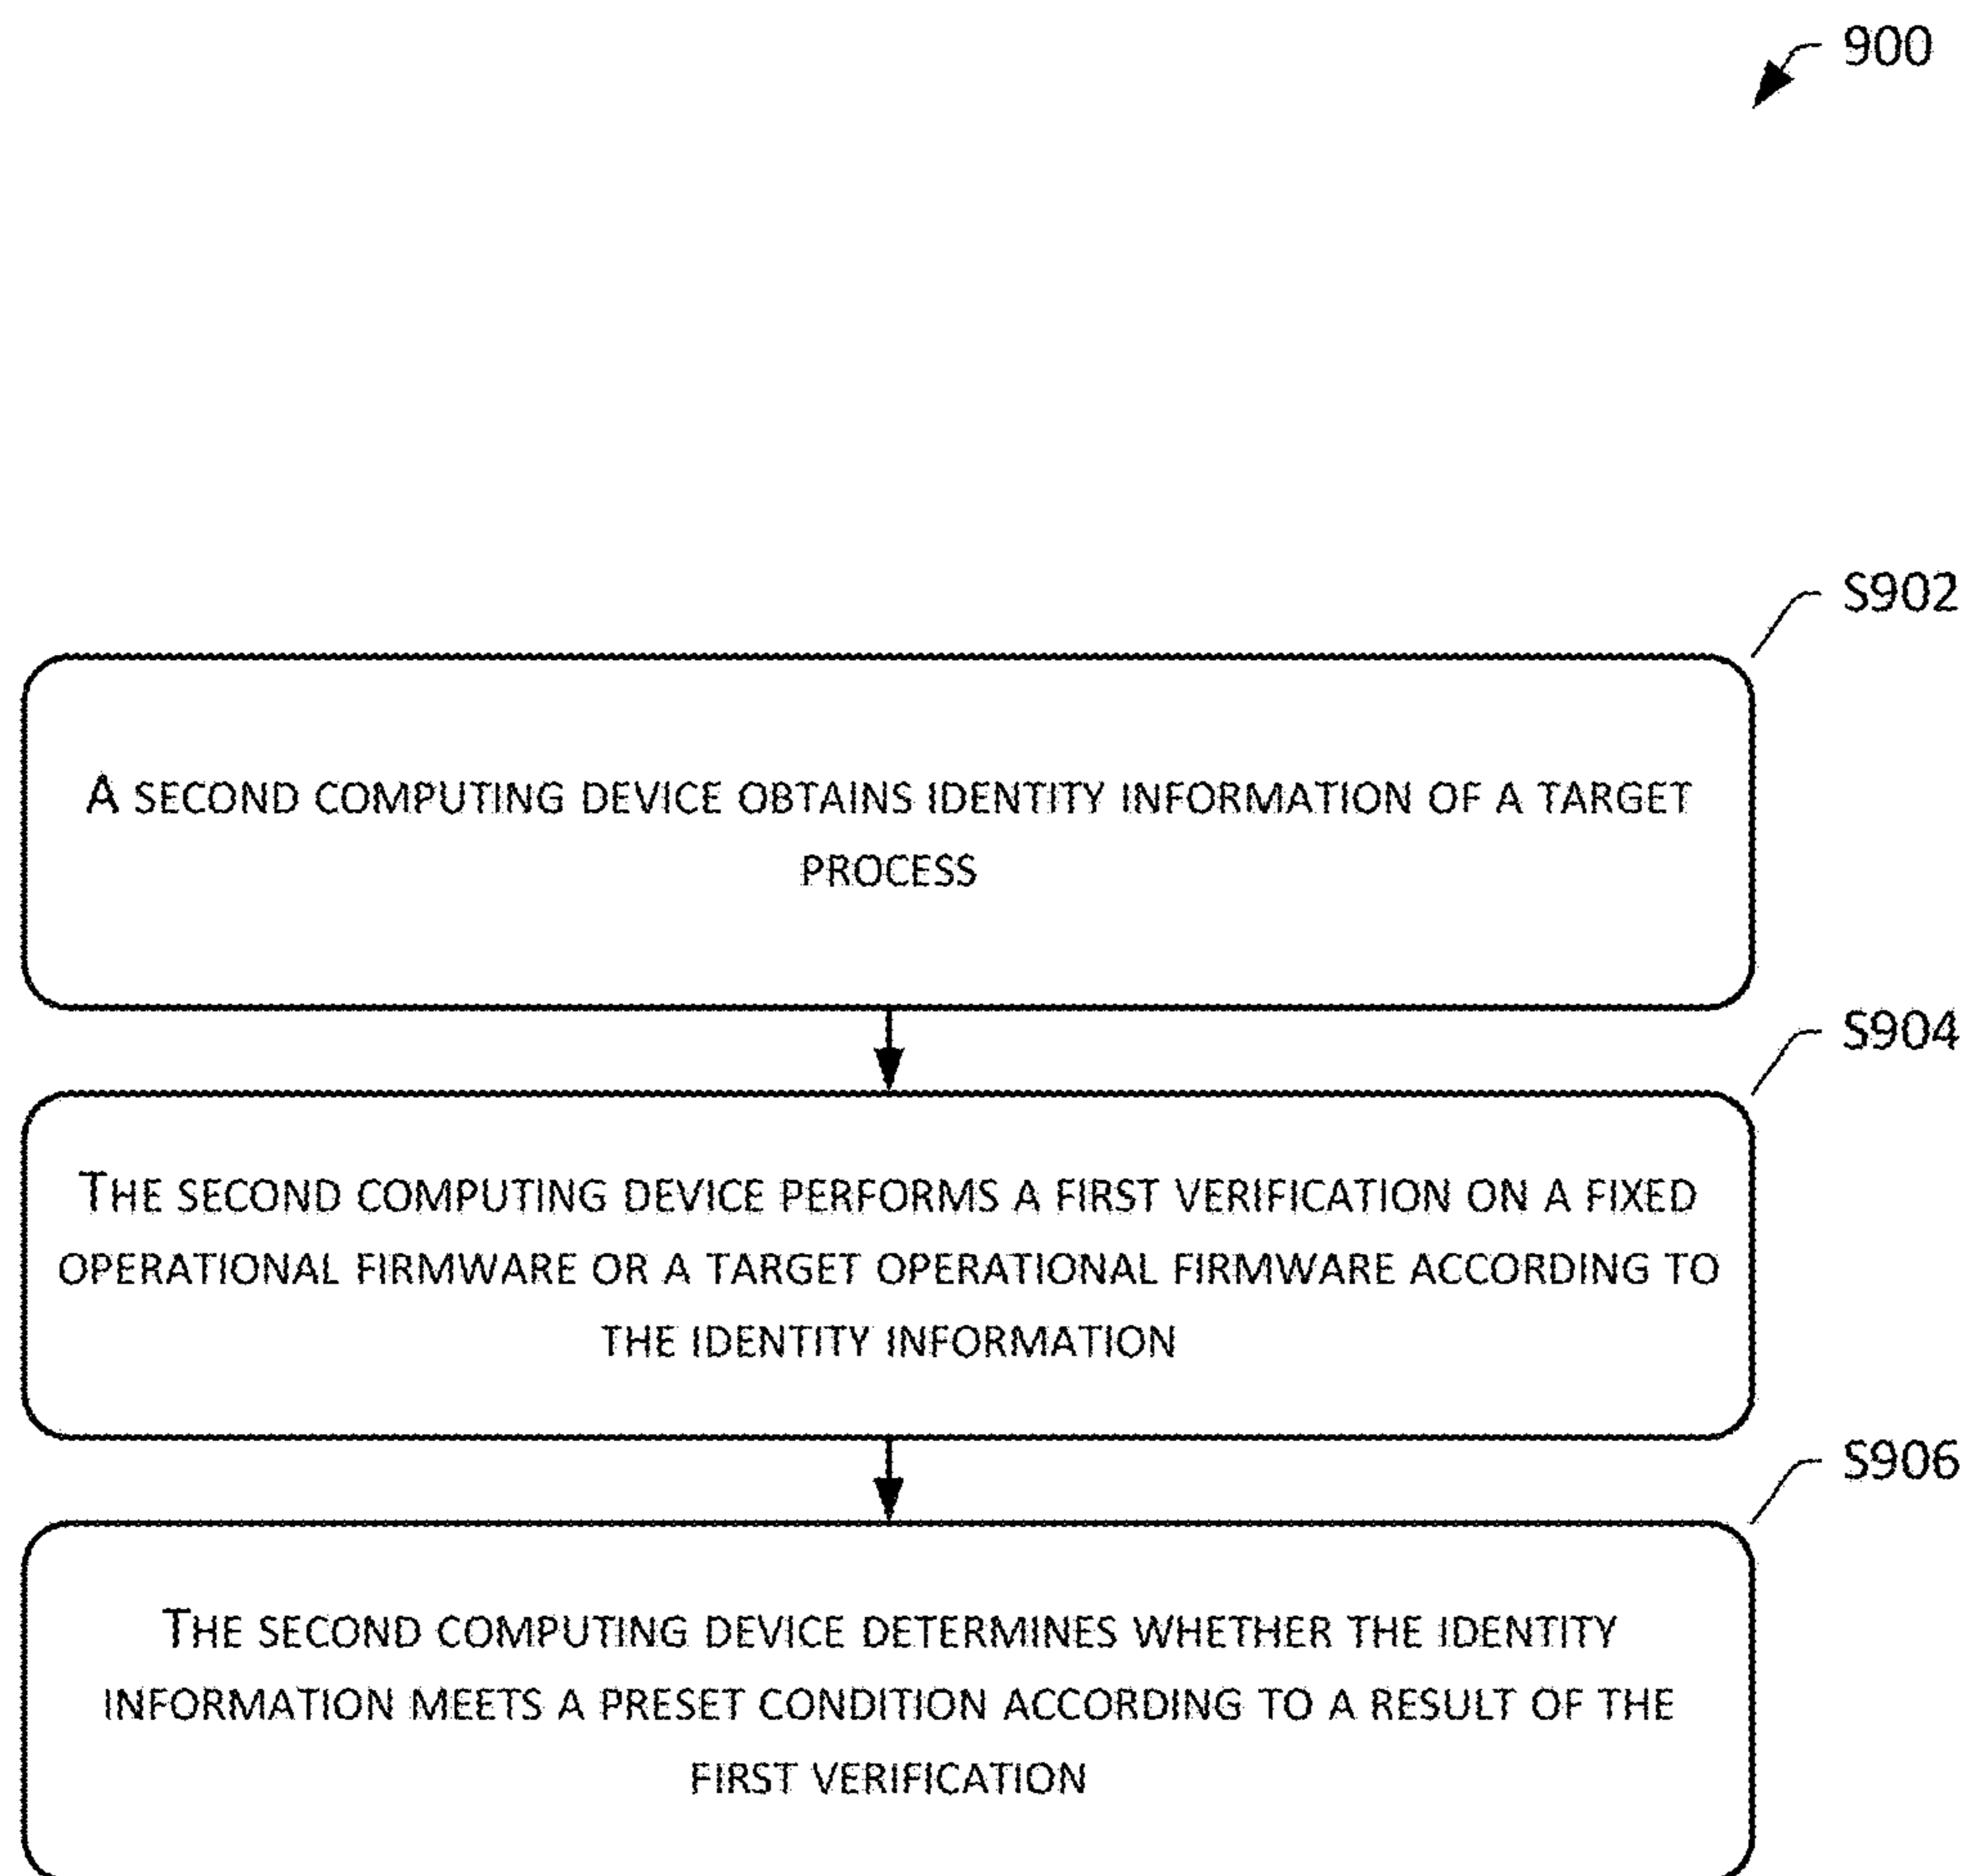 900
S902
A SECOND COMPUTING DEVICE OBTAINS IDENTITY INFORMATION OF A TARGET
PROCESS
S904
THE SECOND COMPUTING DEVICE PERFORMS A FIRST VERIFICATION ON A FIXED
OPERATIONAL FIRMWARE OR A TARGET OPERATIONAL FIRMWARE ACCORDING TO
THE IDENTITY INFORMATION
S906
THE SECOND COMPUTING DEVICE DETERMINES WHETHER THE IDENTITY
INFORMATION MEETS A PRESET CONDITION ACCORDING TO A RESULT OF THE
FIRST VERIFICATION